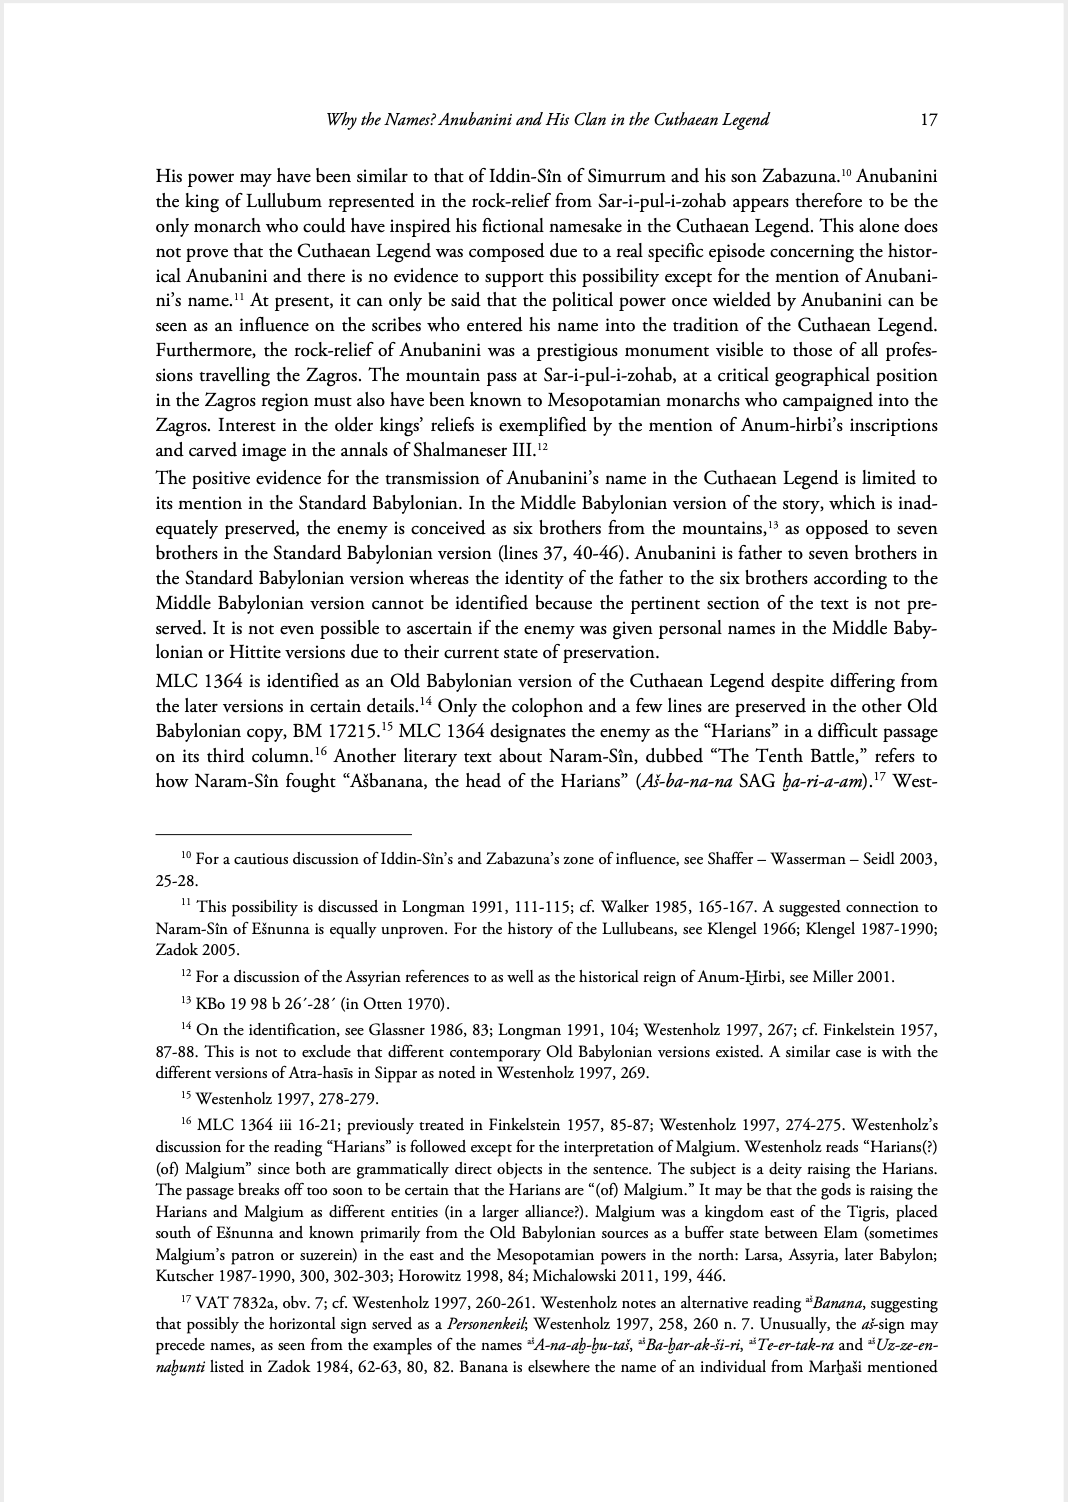 Why the Names? Anubanini and His Clan in the Cuthaean Legend 17
His power may have been similar to that of Iddin-Sîn of Simurrum and his son Zabazuna.¹⁰ Anubanini
the king of Lullubum represented in the rock-relief from Sar-i-pul-i-zohab appears therefore to be the
only monarch who could have inspired his fictional namesake in the Cuthaean Legend. This alone does
not prove that the Cuthaean Legend was composed due to a real specific episode concerning the histor-
ical Anubanini and there is no evidence to support this possibility except for the mention of Anubani-
ni’s name.¹¹ At present, it can only be said that the political power once wielded by Anubanini can be
seen as an influence on the scribes who entered his name into the tradition of the Cuthaean Legend.
Furthermore, the rock-relief of Anubanini was a prestigious monument visible to those of all profes-
sions travelling the Zagros. The mountain pass at Sar-i-pul-i-zohab, at a critical geographical position
in the Zagros region must also have been known to Mesopotamian monarchs who campaigned into the
Zagros. Interest in the older kings’ reliefs is exemplified by the mention of Anum-hirbi’s inscriptions
and carved image in the annals of Shalmaneser III.¹²
The positive evidence for the transmission of Anubanini’s name in the Cuthaean Legend is limited to
its mention in the Standard Babylonian. In the Middle Babylonian version of the story, which is inad-
equately preserved, the enemy is conceived as six brothers from the mountains,¹³ as opposed to seven
brothers in the Standard Babylonian version (lines 37, 40-46). Anubanini is father to seven brothers in
the Standard Babylonian version whereas the identity of the father to the six brothers according to the
Middle Babylonian version cannot be identified because the pertinent section of the text is not pre-
served. It is not even possible to ascertain if the enemy was given personal names in the Middle Baby-
lonian or Hittite versions due to their current state of preservation.
MLC 1364 is identified as an Old Babylonian version of the Cuthaean Legend despite differing from
the later versions in certain details.¹⁴ Only the colophon and a few lines are preserved in the other Old
Babylonian copy, BM 17215.¹⁵ MLC 1364 designates the enemy as the “Harians” in a difficult passage
on its third column.¹⁶ Another literary text about Naram-Sîn, dubbed “The Tenth Battle,” refers to
how Naram-Sîn fought “Ašbanana, the head of the Harians” (Aš-ba-na-na SAG ḫa-ri-a-am).¹⁷ West-
¹⁰ For a cautious discussion of Iddin-Sîn’s and Zabazuna’s zone of influence, see Shaffer – Wasserman – Seidl 2003,
25-28.
¹¹ This possibility is discussed in Longman 1991, 111-115; cf. Walker 1985, 165-167. A suggested connection to
Naram-Sîn of Ešnunna is equally unproven. For the history of the Lullubeans, see Klengel 1966; Klengel 1987-1990;
Zadok 2005.
¹² For a discussion of the Assyrian references to as well as the historical reign of Anum-Ḫirbi, see Miller 2001.
¹³ KBo 19 98 b 26´-28´ (in Otten 1970).
¹⁴ On the identification, see Glassner 1986, 83; Longman 1991, 104; Westenholz 1997, 267; cf. Finkelstein 1957,
87-88. This is not to exclude that different contemporary Old Babylonian versions existed. A similar case is with the
different versions of Atra-hasīs in Sippar as noted in Westenholz 1997, 269.
¹⁵ Westenholz 1997, 278-279.
¹⁶ MLC 1364 iii 16-21; previously treated in Finkelstein 1957, 85-87; Westenholz 1997, 274-275. Westenholz’s
discussion for the reading “Harians” is followed except for the interpretation of Malgium. Westenholz reads “Harians(?)
(of) Malgium” since both are grammatically direct objects in the sentence. The subject is a deity raising the Harians.
The passage breaks off too soon to be certain that the Harians are “(of) Malgium.” It may be that the gods is raising the
Harians and Malgium as different entities (in a larger alliance?). Malgium was a kingdom east of the Tigris, placed
south of Ešnunna and known primarily from the Old Babylonian sources as a buffer state between Elam (sometimes
Malgium’s patron or suzerein) in the east and the Mesopotamian powers in the north: Larsa, Assyria, later Babylon;
Kutscher 1987-1990, 300, 302-303; Horowitz 1998, 84; Michalowski 2011, 199, 446.
¹⁷ VAT 7832a, obv. 7; cf. Westenholz 1997, 260-261. Westenholz notes an alternative reading ᵃšBanana, suggesting
that possibly the horizontal sign served as a Personenkeil; Westenholz 1997, 258, 260 n. 7. Unusually, the aš-sign may
precede names, as seen from the examples of the names ᵃšA-na-aḫ-ḫu-taš, ᵃšBa-ḫar-ak-ši-ri, ᵃšTe-er-tak-ra and ᵃšUz-ze-en-
naḫunti listed in Zadok 1984, 62-63, 80, 82. Banana is elsewhere the name of an individual from Marḫaši mentioned